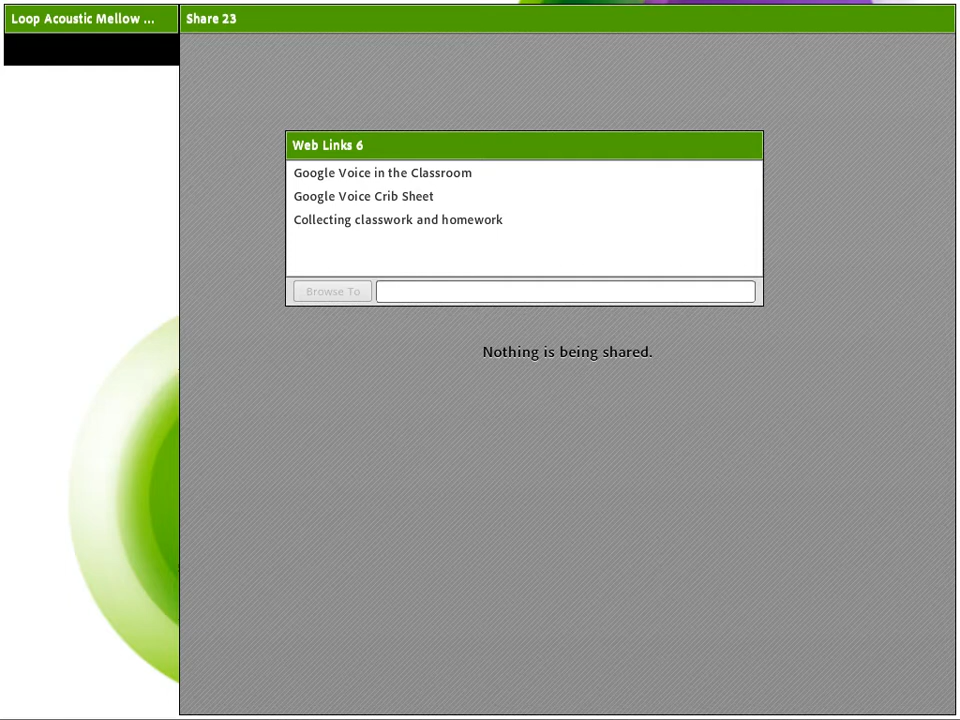 Loop Acoustic Mellow ...
Share 23
Web Links 6
Google Voice in the Classroom
Google Voice Crib Sheet
Collecting classwork and homework
Browse To
Nothing is being shared.